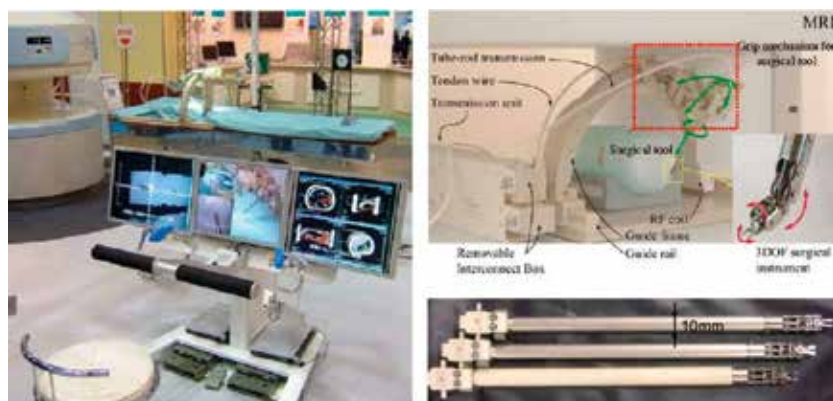 MRI
Grip mechanism for
surgical tool
Tube-rod transmission
Tendon wire
Transmission unit
Surgical tool
RF coil
Guide frame
Guide rail
Removable
Interconnect Box
3DOF surgical
instrument
10mm